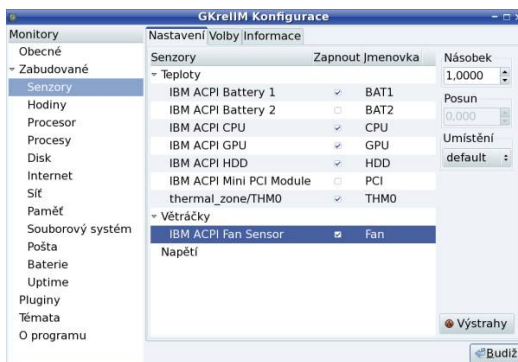 GKrellM Konfigurace
Monitory
Obecné
Zabudované
Senzory
Hodiny
Procesor
Procesy
Disk
Internet
Síť
Paměť
Souborový systém
Pošta
Baterie
Uptime
Pluginy
Témata
O programu
Nastavení Volby Informace
Senzory Zapnout Jmenovka
Teploty
IBM ACPI Battery 1 BAT1
IBM ACPI Battery 2 BAT2
IBM ACPI CPU CPU
IBM ACPI GPU GPU
IBM ACPI HDD HDD
IBM ACPI Mini PCI Module PCI
thermal_zone/THM0 THM0
Větráčky
IBM ACPI Fan Sensor Fan
Napětí
Násobek
1,0000
Posun
0,000
Umístění
default
Výstrahy
Budiž